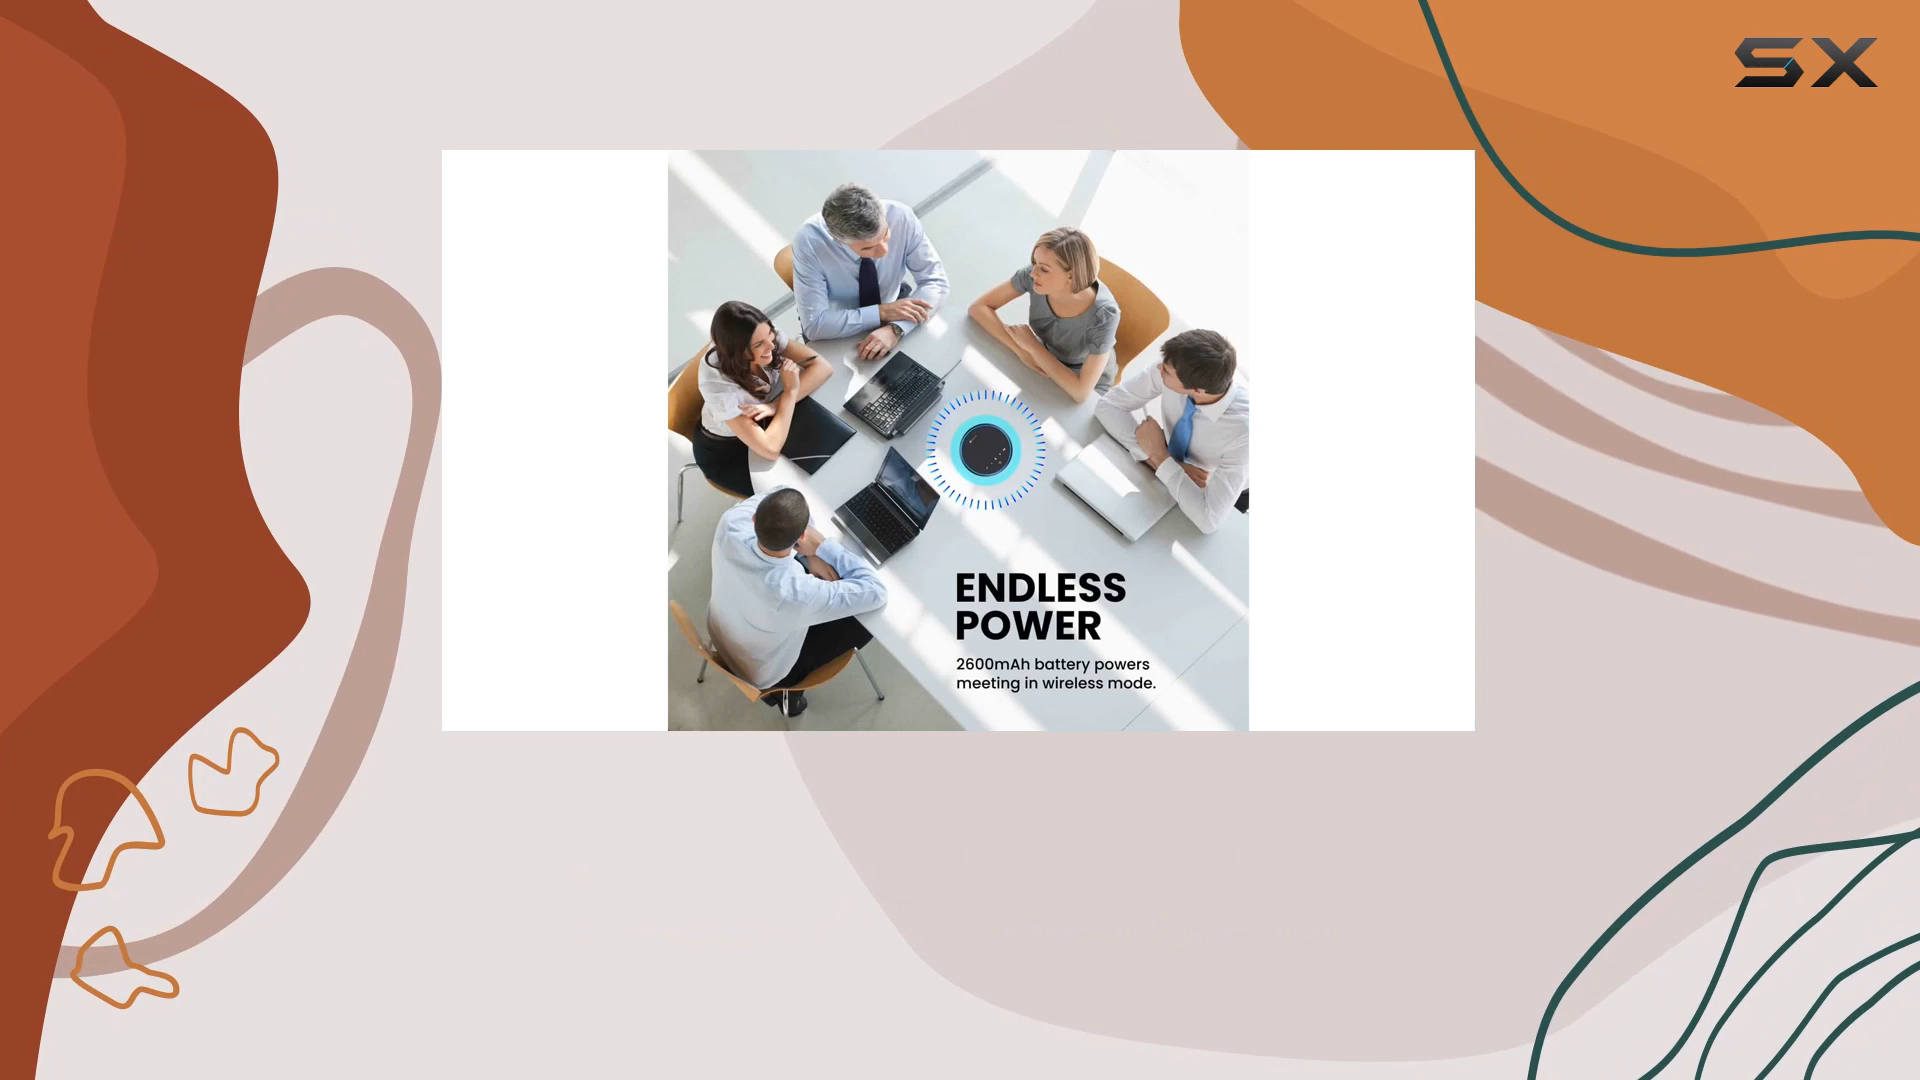 SX
ENDLESS
POWER
2600mAh battery powers
meeting in wireless mode.